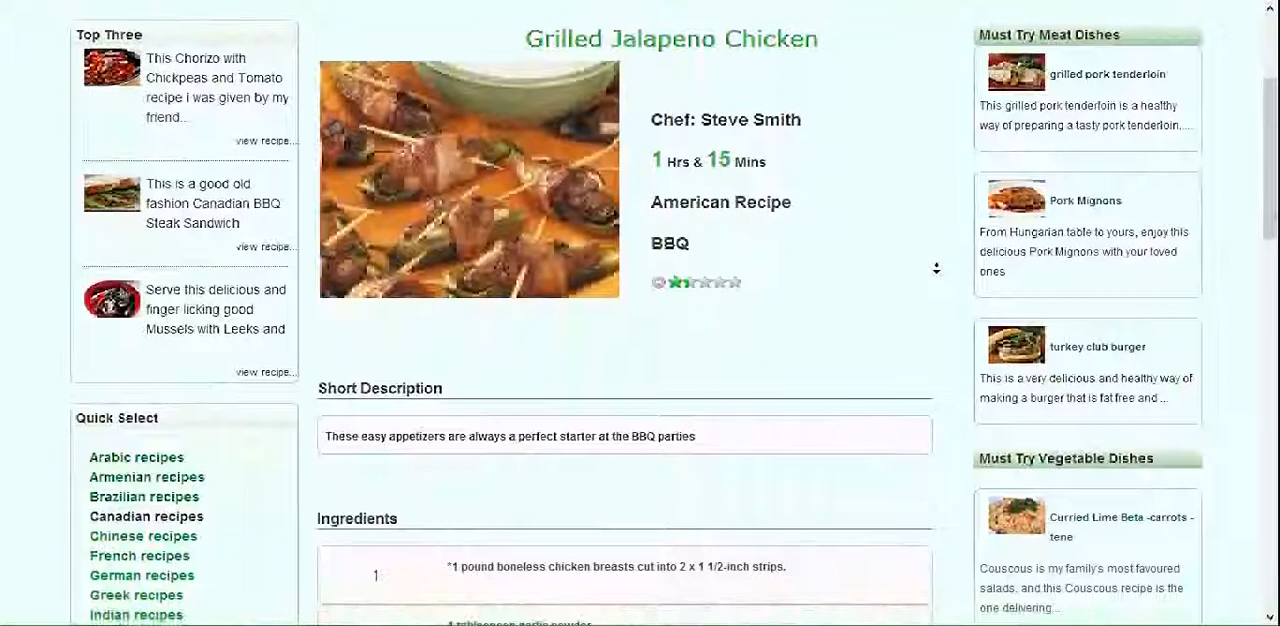 Top Three
This Chorizo with
Chickpeas and Tomato
recipe i was given by my
friend...
view recipe...
This is a good old
fashion Canadian BBQ
Steak Sandwich
view recipe...
Serve this delicious and
finger licking good
Mussels with Leeks and
view recipe...
Quick Select
Arabic recipes
Armenian recipes
Brazilian recipes
Canadian recipes
Chinese recipes
French recipes
German recipes
Greek recipes
Indian recipes
Grilled Jalapeno Chicken
Chef: Steve Smith
1 Hrs & 15 Mins
American Recipe
BBQ
Short Description
These easy appetizers are always a perfect starter at the BBQ parties
Ingredients
1
*1 pound boneless chicken breasts cut into 2 x 1 1/2-inch strips.
1 tablespoon garlic powder
Must Try Meat Dishes
grilled pork tenderloin
This grilled pork tenderloin is a healthy
way of preparing a tasty pork tenderloin.....
Pork Mignons
From Hungarian table to yours, enjoy this
delicious Pork Mignons with your loved
ones
turkey club burger
This is a very delicious and healthy way of
making a burger that is fat free and ...
Must Try Vegetable Dishes
Curried Lime Beta -carrots -
tene
Couscous is my family's most favoured
salads, and this Couscous recipe is the
one delivering...